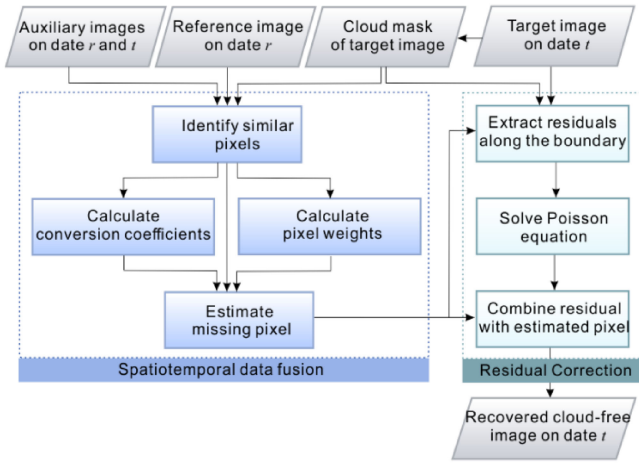 Auxiliary images
on date r and t
Reference image
on date r
Cloud mask
of target image
Target image
on date t
Identify similar
pixels
Extract residuals
along the boundary
Calculate
conversion coefficients
Calculate
pixel weights
Solve Poisson
equation
Estimate
missing pixel
Combine residual
with estimated pixel
Spatiotemporal data fusion
Residual Correction
Recovered cloud-free
image on date t